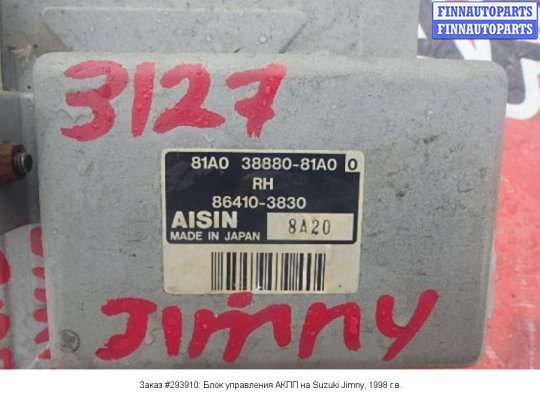 FINNAUTOPARTS
FINNAUTOPARTS
3127
81A0 38880-81A0 0
RH
86410-3830
AISIN 8A20
MADE IN JAPAN
JimNy
Заказ #293910: Блок управления АКПП на Suzuki Jimny, 1998 г.в.